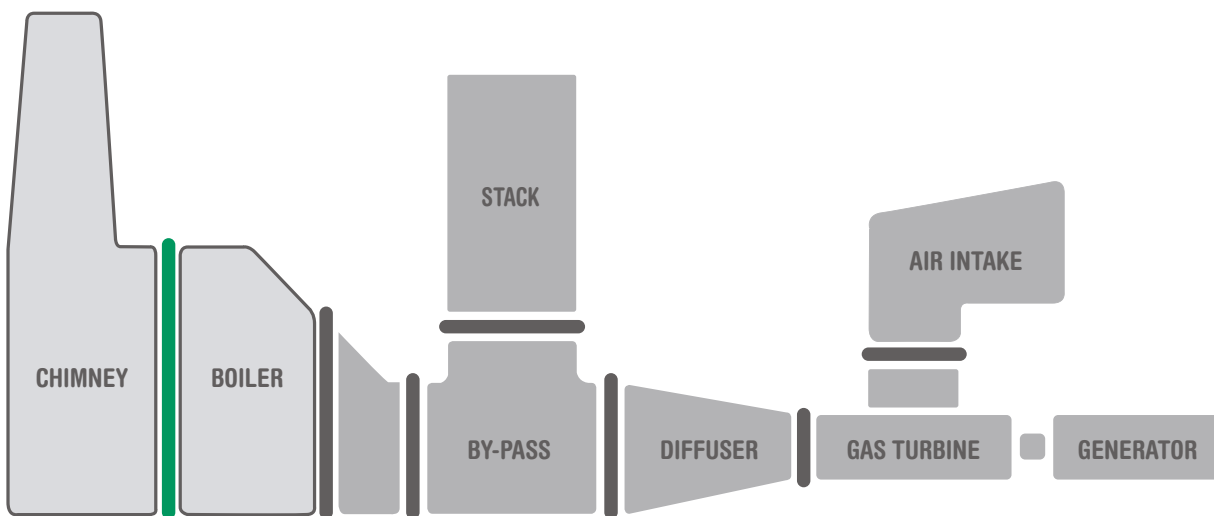 STACK
AIR INTAKE
CHIMNEY
BOILER
BY-PASS
DIFFUSER
GAS TURBINE
GENERATOR